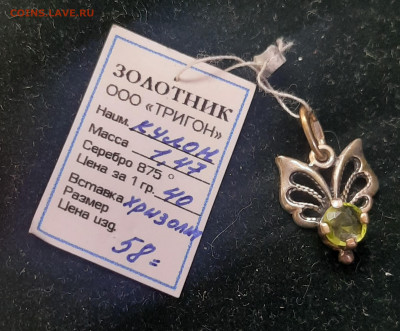 COINS-LAVE.RU
ЗОЛОТНИК
ООО «ТРИГОН»
Наим. кулон
Масса 1,47
Серебро 875 °
Цена за 1 гр. 40
Вставка хризолит
Размер
Цена изд. 58=